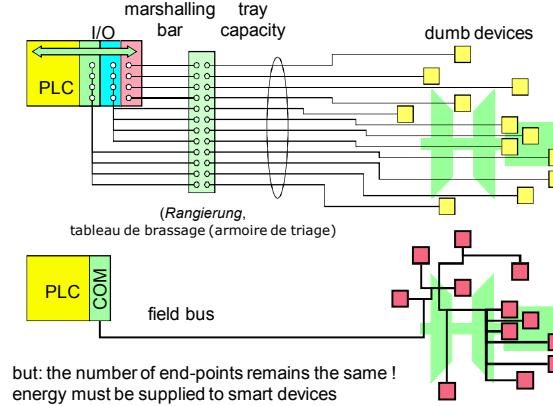 marshalling
bar
tray
capacity
I/O
dumb devices
PLC
(Rangierung,
tableau de brassage (armoire de triage)
PLC
COM
field bus
but: the number of end-points remains the same !
energy must be supplied to smart devices